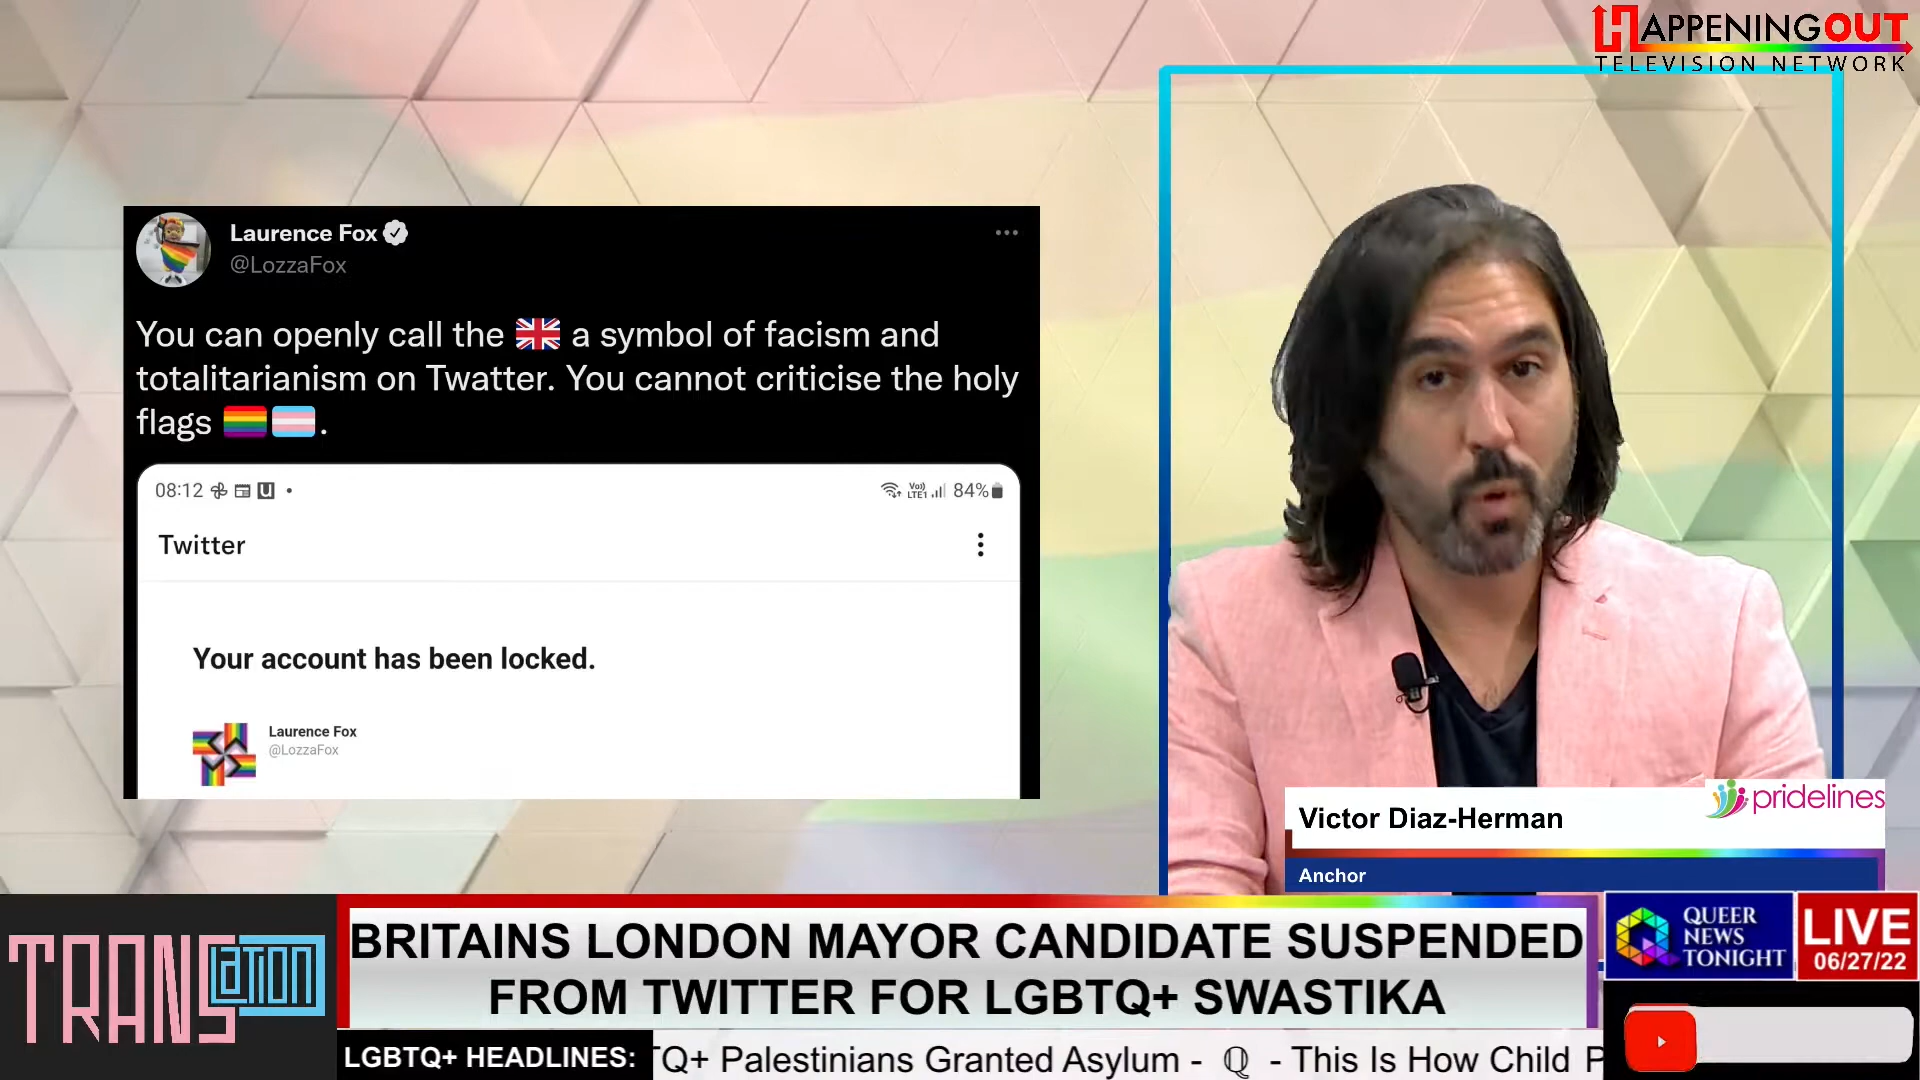 HAPPENINGOUT
TELEVISION NETWORK
Laurence Fox
@LozzaFox
You can openly call the 🇬🇧 a symbol of facism and
totalitarianism on Twatter. You cannot criticise the holy
flags 🏳️‍🌈🏳️‍⚧️.
08:12
Vo))
LTE1
84%
Twitter
Your account has been locked.
Laurence Fox
@LozzaFox
pridelines
Victor Diaz-Herman
Anchor
TRANSLATION
BRITAINS LONDON MAYOR CANDIDATE SUSPENDED
FROM TWITTER FOR LGBTQ+ SWASTIKA
QUEER
NEWS
TONIGHT
LIVE
06/27/22
LGBTQ+ HEADLINES:
TQ+ Palestinians Granted Asylum - Q - This Is How Child P